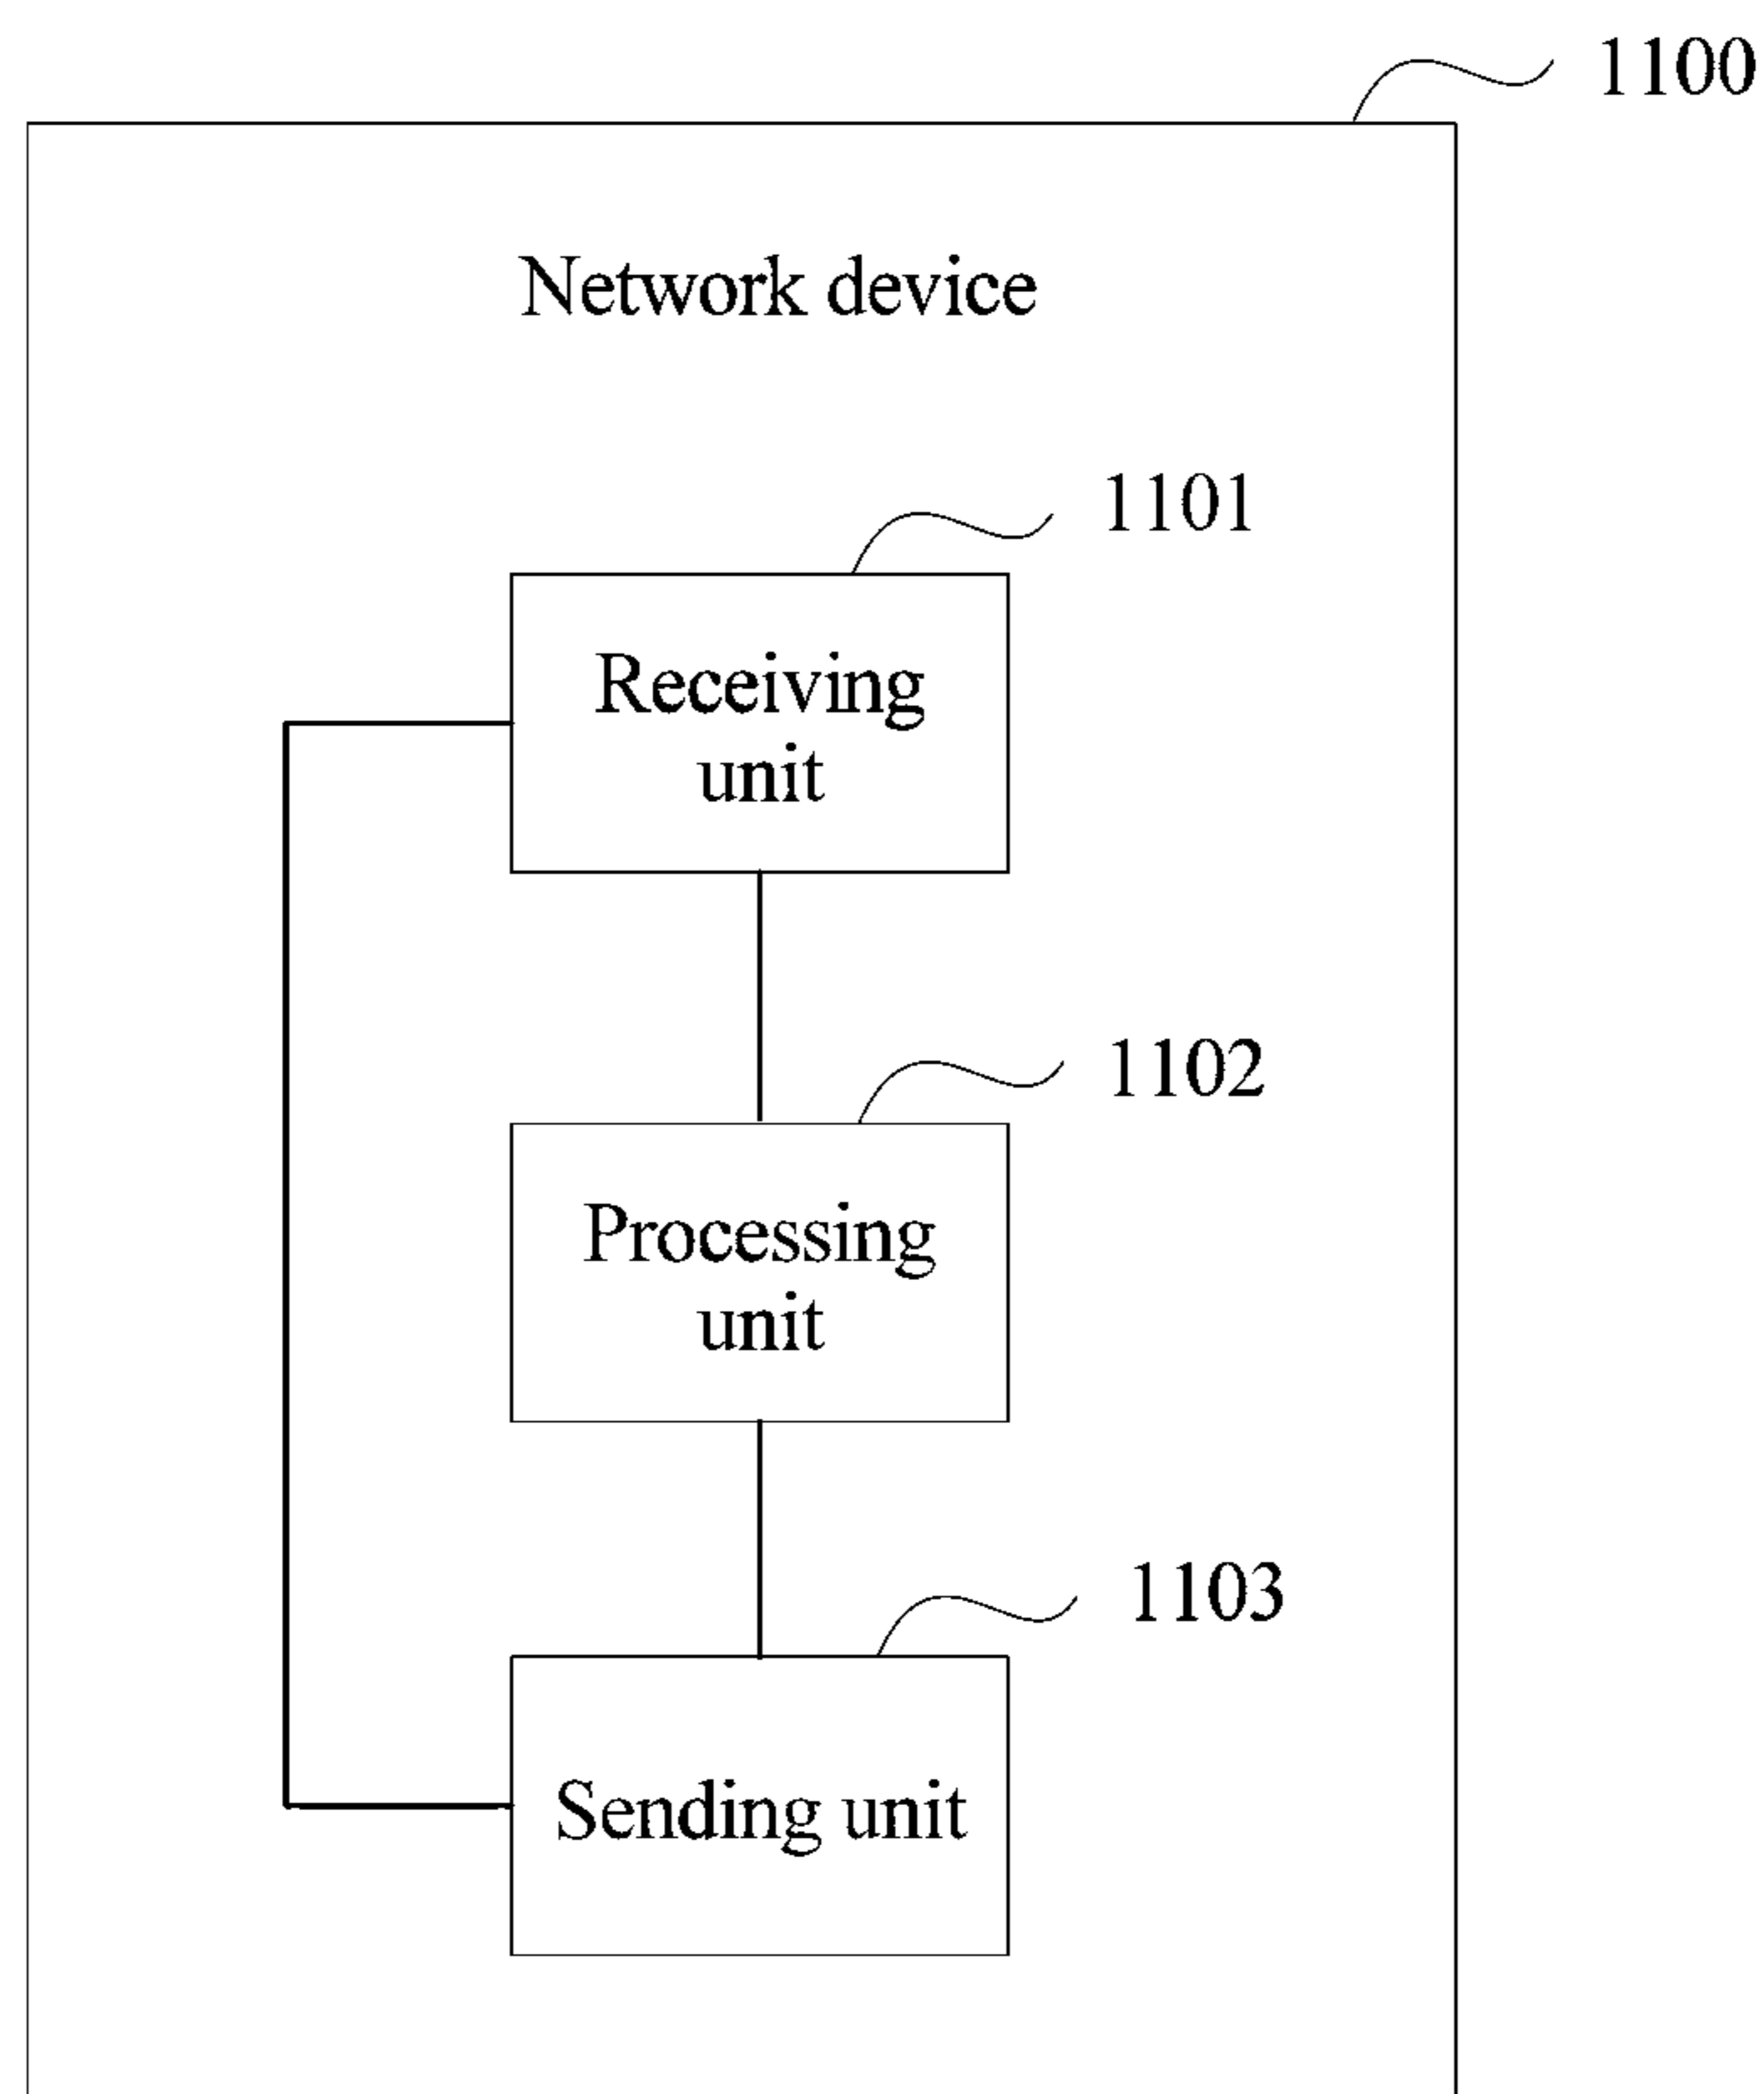 1100
Network device
1101
Receiving
unit
1102
Processing
unit
1103
Sending unit